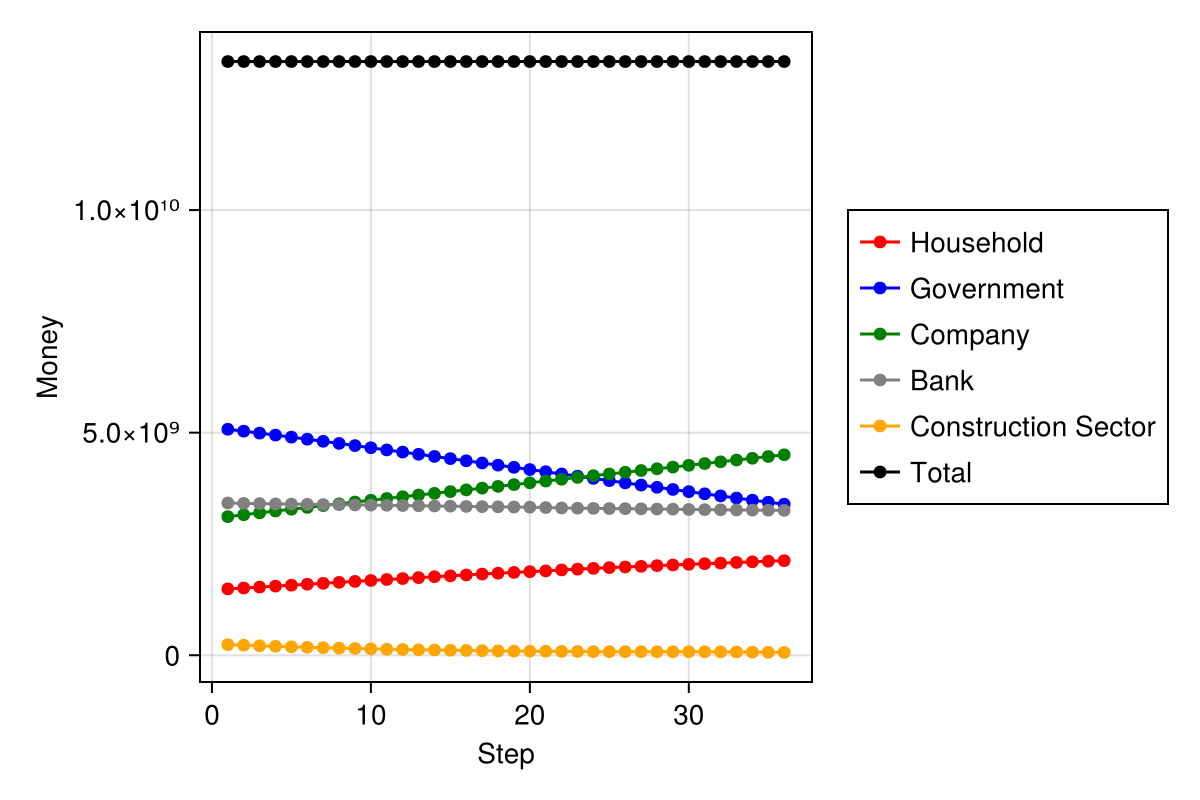 1.0×10¹⁰
5.0×10⁹
0
Money
0 10 20 30
Step
Household
Government
Company
Bank
Construction Sector
Total